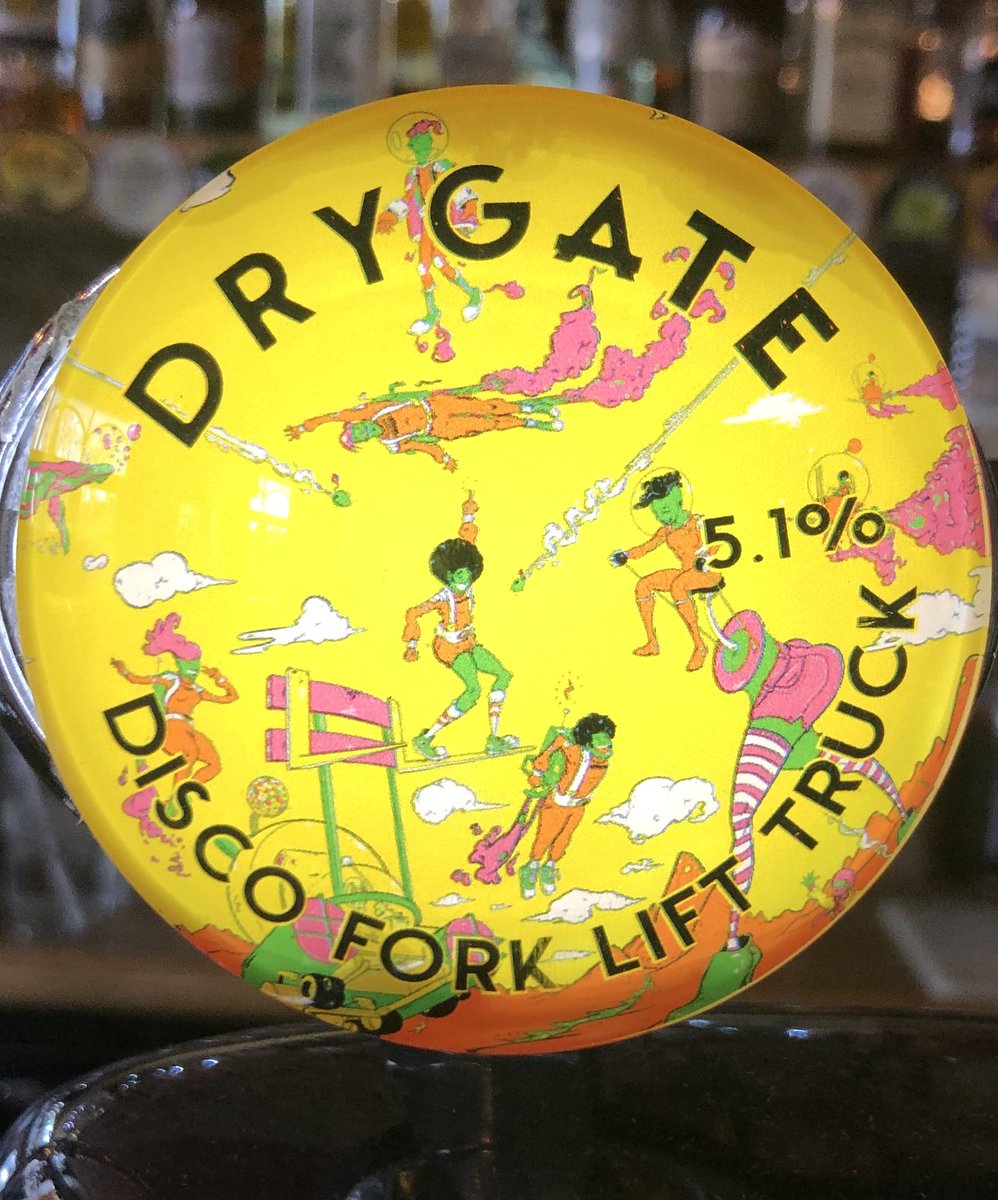 DRYGATE
5.1%
DISCO FORK LIFT TRUCK